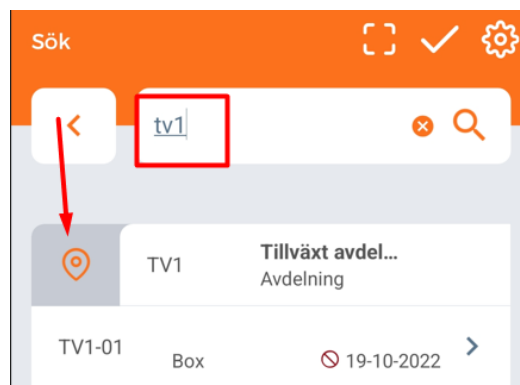 Sök
tv1
TV1 Tillväxt avdel...
Avdelning
TV1-01 Box 19-10-2022